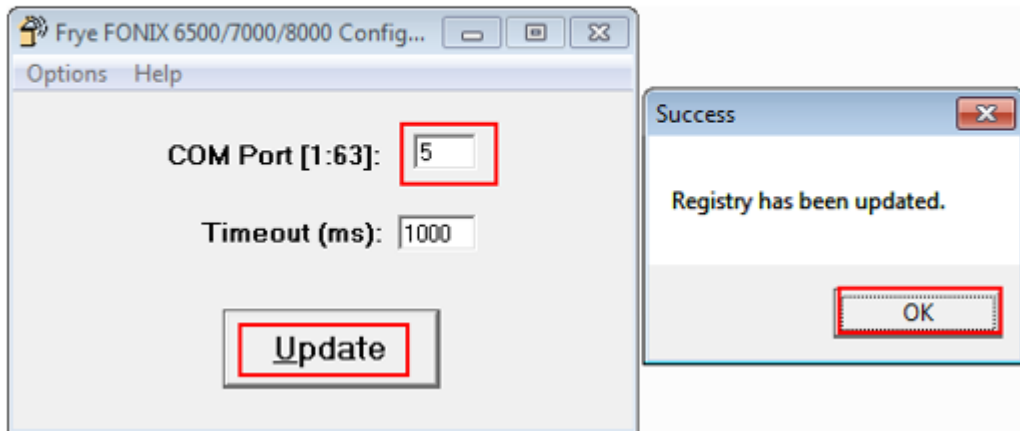 Frye FONIX 6500/7000/8000 Config...
Options Help
COM Port [1:63]: 5
Timeout (ms): 1000
Update
Success
Registry has been updated.
OK